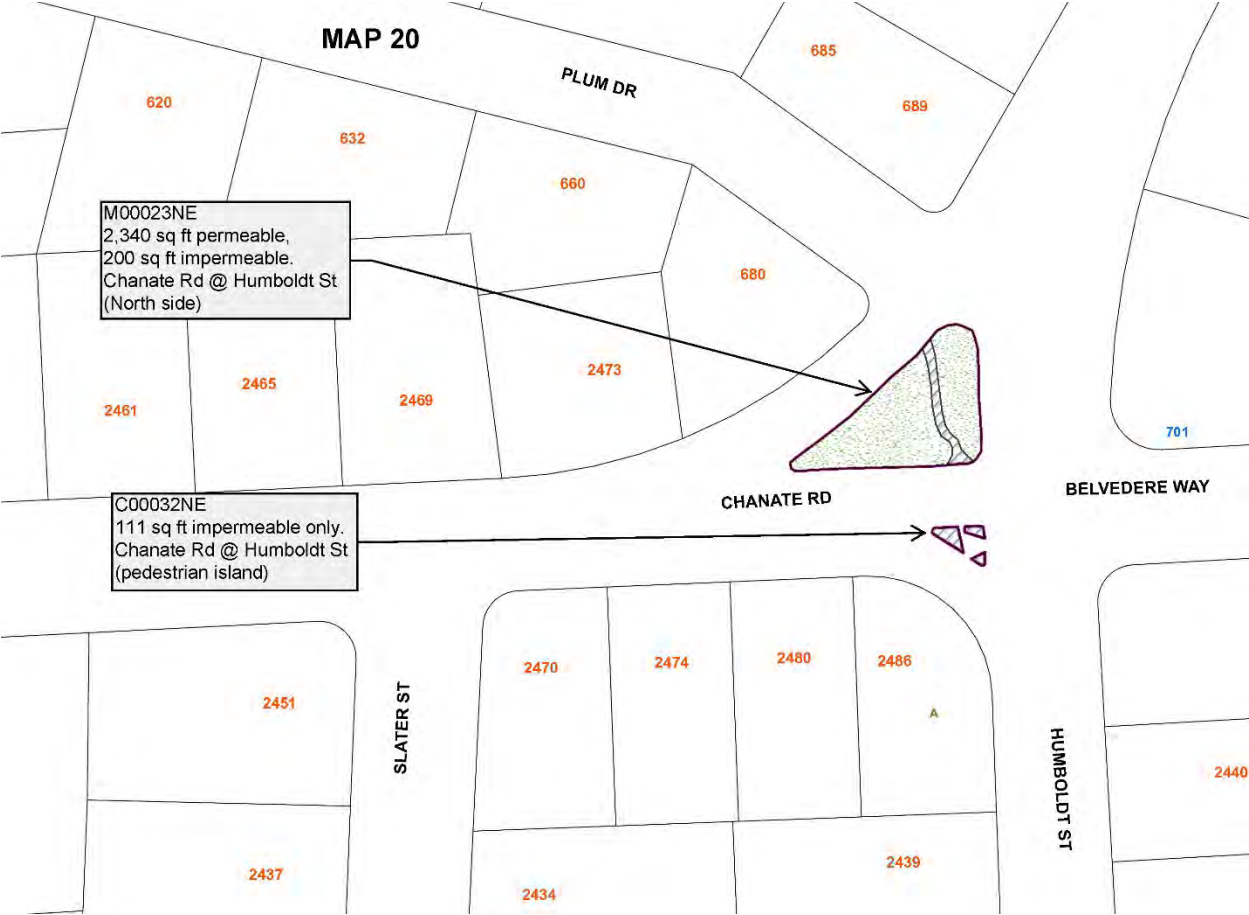 MAP 20
PLUM DR
685
689
620
632
660
680
M00023NE
2,340 sq ft permeable,
200 sq ft impermeable.
Chanate Rd @ Humboldt St
(North side)
2461
2465
2469
2473
701
CHANATE RD
BELVEDERE WAY
C00032NE
111 sq ft impermeable only.
Chanate Rd @ Humboldt St
(pedestrian island)
2451
SLATER ST
2470
2474
2480
2486
A
HUMBOLDT ST
2440
2437
2434
2439